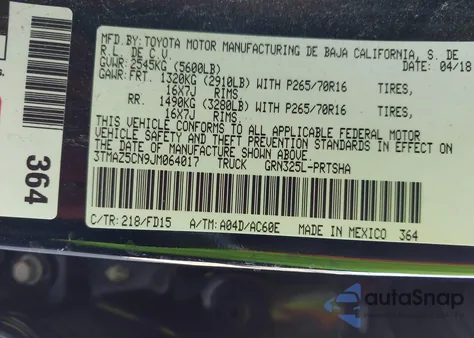 MFD.BY:TOYOTA MOTOR MANUFACTURING DE BAJA CALIFORNIA, S. DE
R.L. DE C.V. DATE: 04/18
GVWR: 2545KG (5600LB)
GAWR:FRT. 1320KG (2910LB) WITH P265/70R16 TIRES,
16X7J RIMS
RR. 1490KG (3280LB) WITH P265/70R16 TIRES,
16X7J RIMS
THIS VEHICLE CONFORMS TO ALL APPLICABLE FEDERAL MOTOR
VEHICLE SAFETY AND THEFT PREVENTION STANDARDS IN EFFECT ON
THE DATE OF MANUFACTURE SHOWN ABOVE.
3TMAZ5CN9JM064017 TRUCK GRN325L-PRTSHA
C/TR:218/FD15 A/TM:A04D/AC60E MADE IN MEXICO 364
364
autoSnap